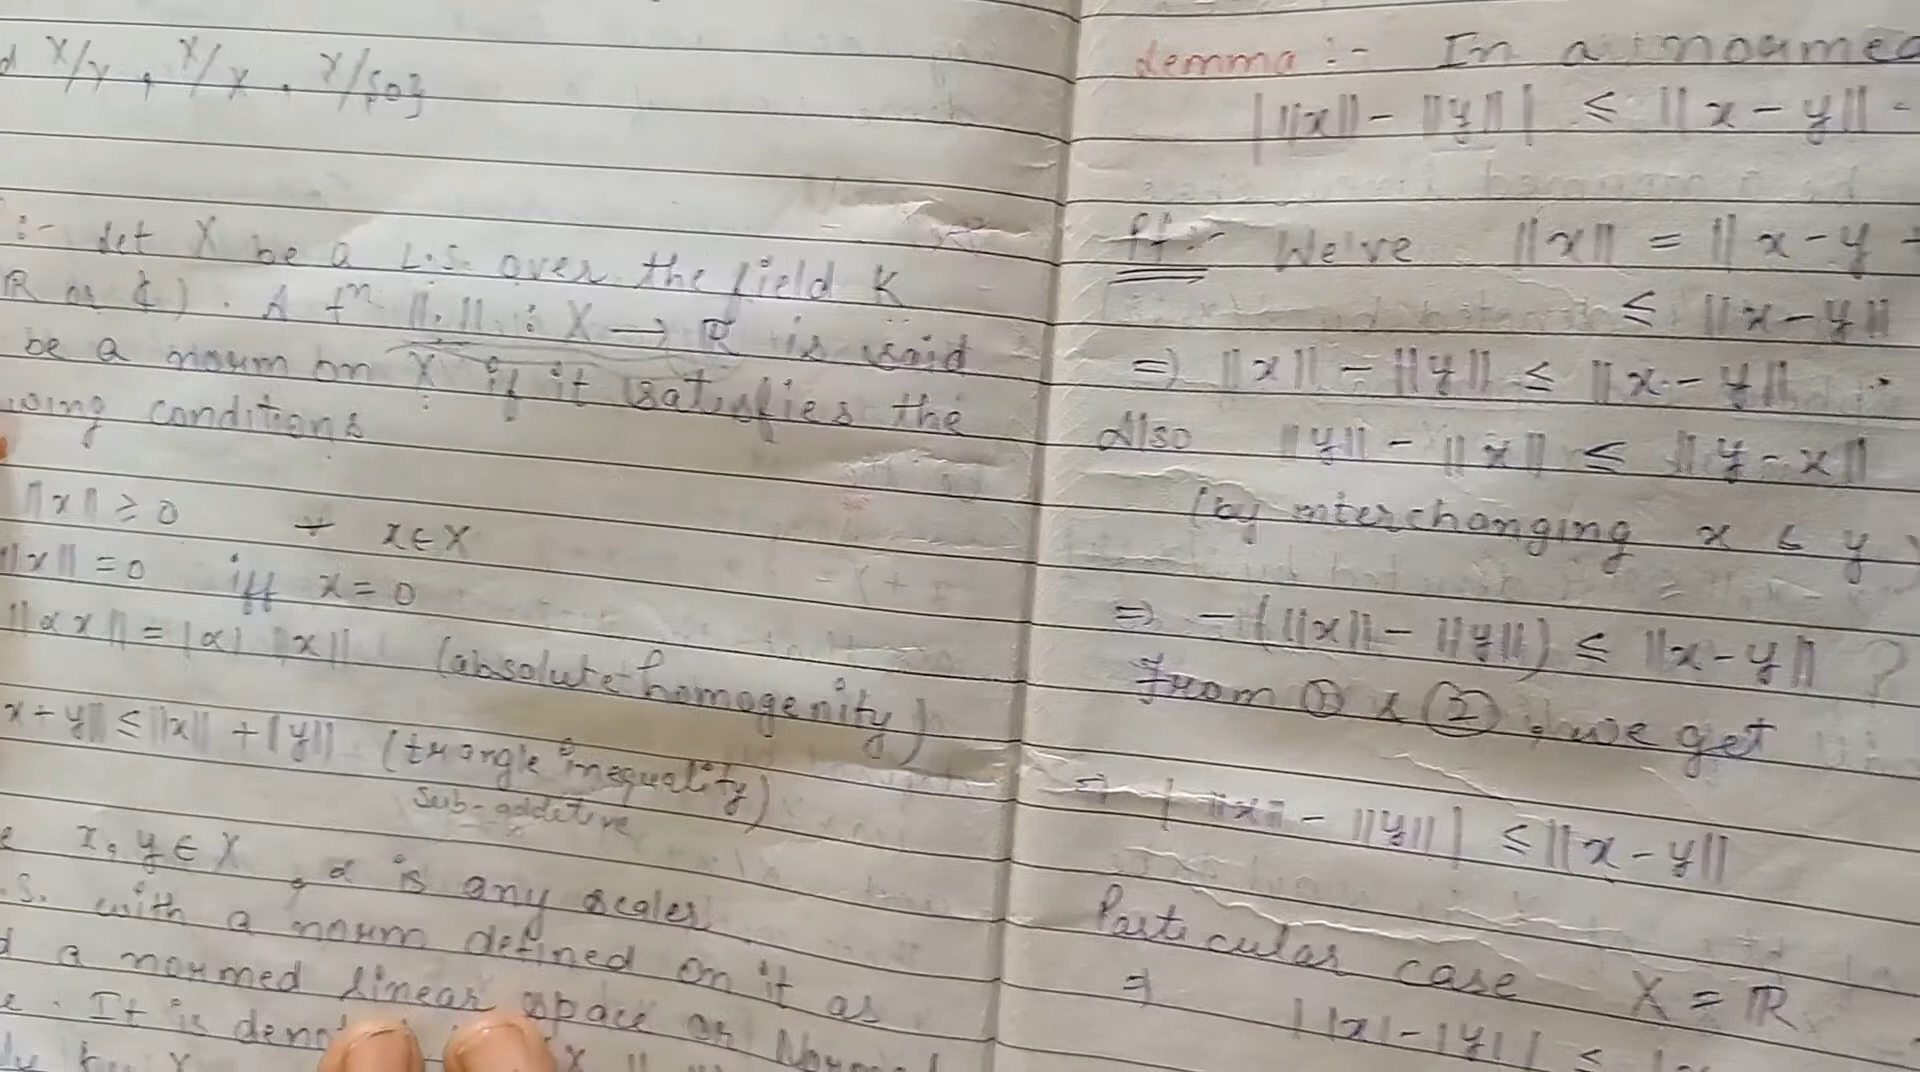 X/Y, X/X, X/{0}
:- Let X be a L.S. over the field K
R or ₵). A fⁿ ||.|| : X → R is said
be a norm on X if it satisfies the
wing conditions
||x|| ≥ 0 ∀ x∈X
||x|| = 0 iff x = 0
||αx|| = |α| ||x|| (absolute homogenity)
x + y|| ≤ ||x|| + ||y|| (triangle inequality)
Sub-additive
x, y ∈ X, α is any scaler
.S. with a norm defined on it as
d a normed linear space or
e. It is
Lemma :- In a normed
| ||x|| - ||y|| | ≤ ||x - y||
Pf:- We've ||x|| = ||x - y +
≤ ||x - y||
⇒ ||x|| - ||y|| ≤ ||x - y||
Also ||y|| - ||x|| ≤ ||y - x||
(by interchanging x & y)
⇒ -(||x|| - ||y||) ≤ ||x - y|| ?
From ① & ②, we get
⇒ | ||x|| - ||y|| | ≤ ||x - y||
Particular case X = R
⇒ | |x| - |y| | ≤